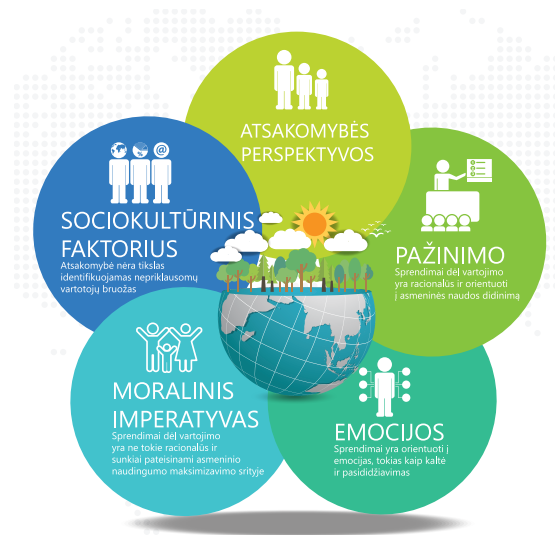 ATSAKOMYBĖS
PERSPEKTYVOS
@
SOCIOKULTŪRINIS
FAKTORIUS
Atsakomybė nėra tikslas
identifikuojamas nepriklausomų
vartotojų bruožas
PAŽINIMO
Sprendimai dėl vartojimo
yra racionalūs ir orientuoti
į asmeninės naudos didinimą
MORALINIS
IMPERATYVAS
Sprendimai dėl vartojimo
yra ne tokie racionalūs ir
sunkiai pateisinami asmeninio
naudingumo maksimizavimo srityje
EMOCIJOS
Sprendimai yra orientuoti į
emocijas, tokias kaip kaltė
ir pasididžiavimas